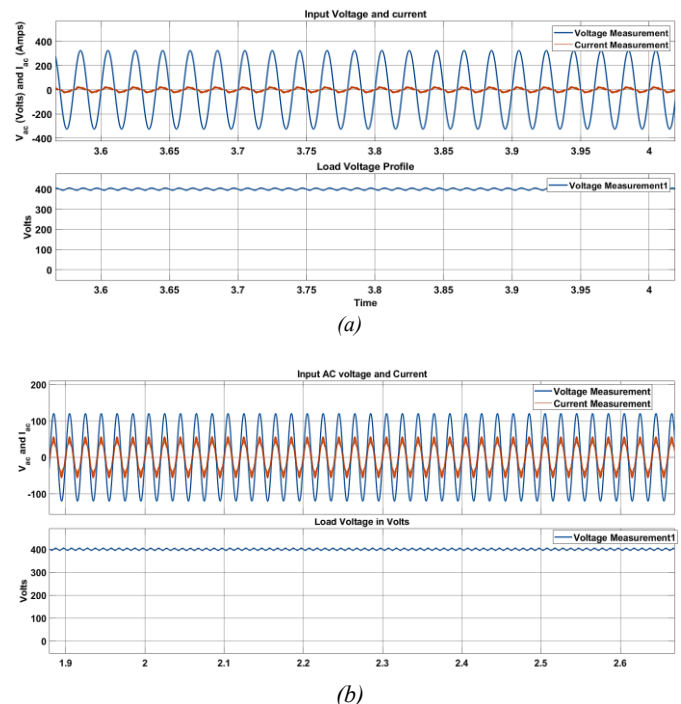 Input Voltage and current
V_ac (Volts) and I_ac (Amps)
400
200
0
-200
-400
Voltage Measurement
Current Measurement
3.6 3.65 3.7 3.75 3.8 3.85 3.9 3.95 4
Load Voltage Profile
Volts
400
300
200
100
0
Voltage Measurement1
3.6 3.65 3.7 3.75 3.8 3.85 3.9 3.95 4
Time
(a)
Input AC voltage and Current
V_ac and I_ac
200
100
0
-100
Voltage Measurement
Current Measurement
Load Voltage in Volts
Volts
400
300
200
100
0
Voltage Measurement1
1.9 2 2.1 2.2 2.3 2.4 2.5 2.6
(b)